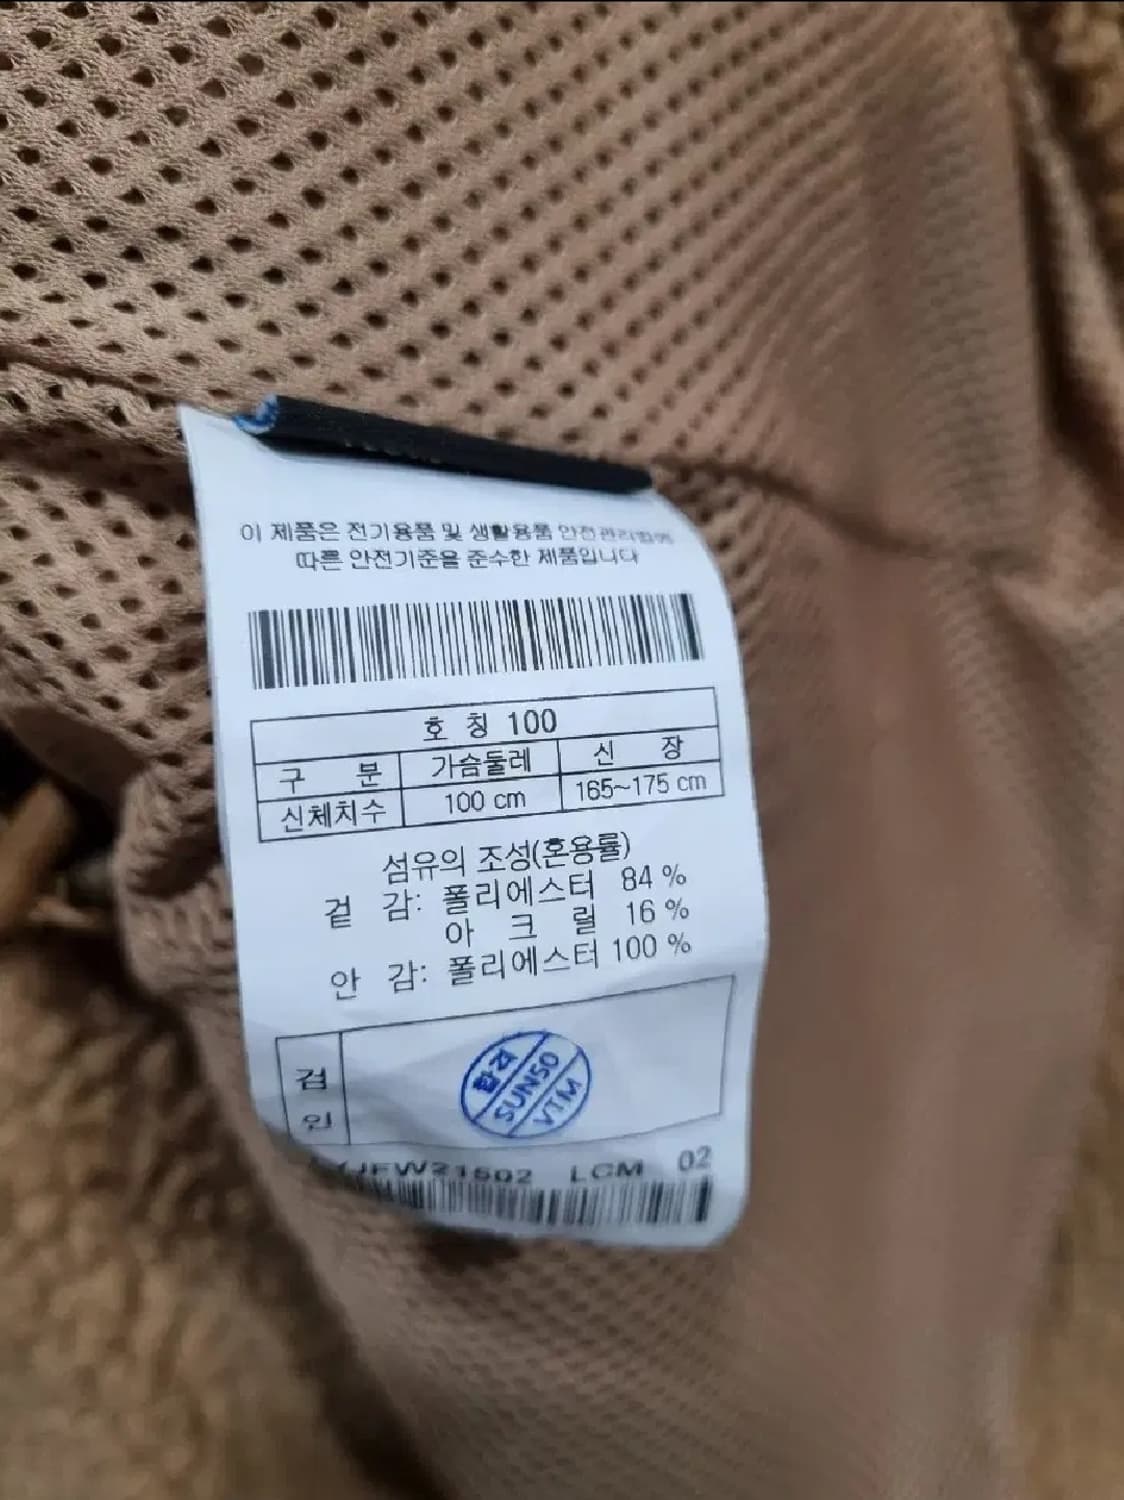 이 제품은 전기용품 및 생활용품 안전관리법에
따른 안전기준을 준수한 제품입니다
호 칭 100
구 분 가슴둘레 신 장
신체치수 100 cm 165~175 cm
섬유의 조성(혼용률)
겉 감: 폴리에스터 84 %
아 크 릴 16 %
안 감: 폴리에스터 100 %
검
인
합격
SUNSO
VTM
JFW21502 LCM 02